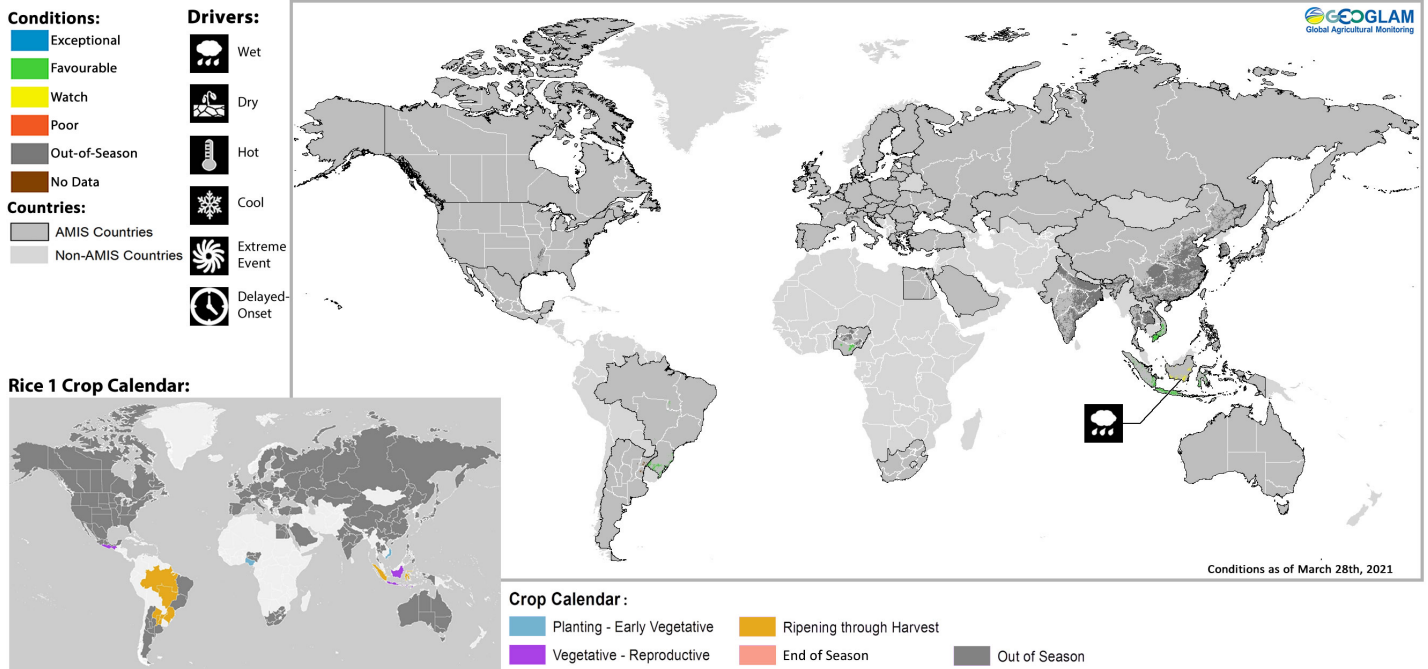 Conditions:
Exceptional
Favourable
Watch
Poor
Out-of-Season
No Data
Countries:
AMIS Countries
Non-AMIS Countries
Drivers:
Wet
Dry
Hot
Cool
Extreme
Event
Delayed-
Onset
GEOGLAM
Global Agricultural Monitoring
Conditions as of March 28th, 2021
Rice 1 Crop Calendar:
Crop Calendar :
Planting - Early Vegetative
Ripening through Harvest
Vegetative - Reproductive
End of Season
Out of Season